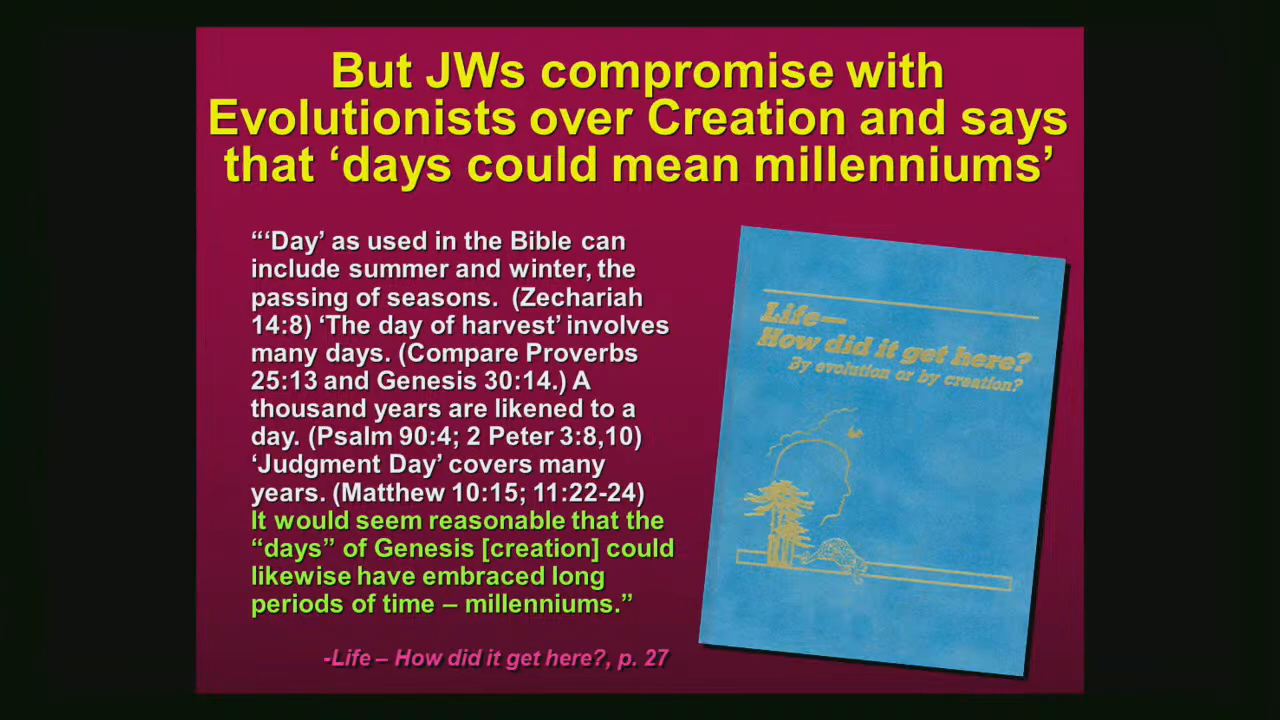 But JWs compromise with
Evolutionists over Creation and says
that ‘days could mean millenniums’
“‘Day’ as used in the Bible can
include summer and winter, the
passing of seasons. (Zechariah
14:8) ‘The day of harvest’ involves
many days. (Compare Proverbs
25:13 and Genesis 30:14.) A
thousand years are likened to a
day. (Psalm 90:4; 2 Peter 3:8,10)
‘Judgment Day’ covers many
years. (Matthew 10:15; 11:22-24)
It would seem reasonable that the
“days” of Genesis [creation] could
likewise have embraced long
periods of time – millenniums.”
-Life – How did it get here?, p. 27
Life—
How did it get here?
By evolution or by creation?